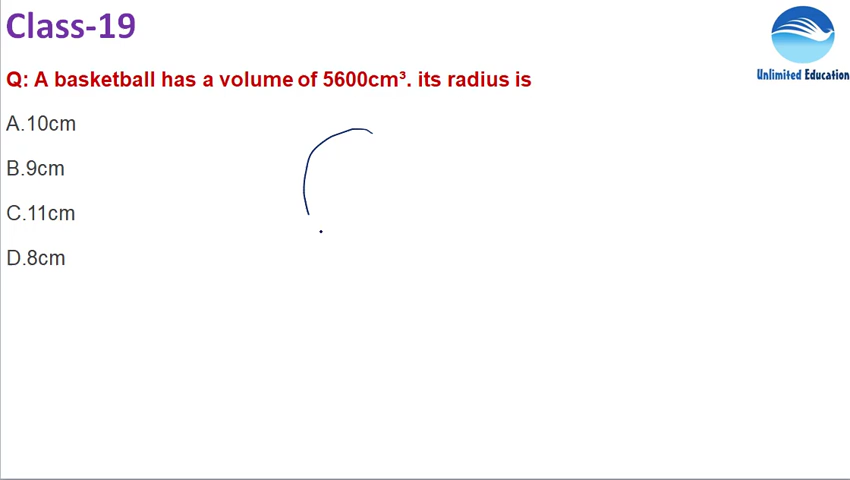 Class-19
Unlimited Education
Q: A basketball has a volume of 5600cm³. its radius is
A.10cm
B.9cm
C.11cm
D.8cm